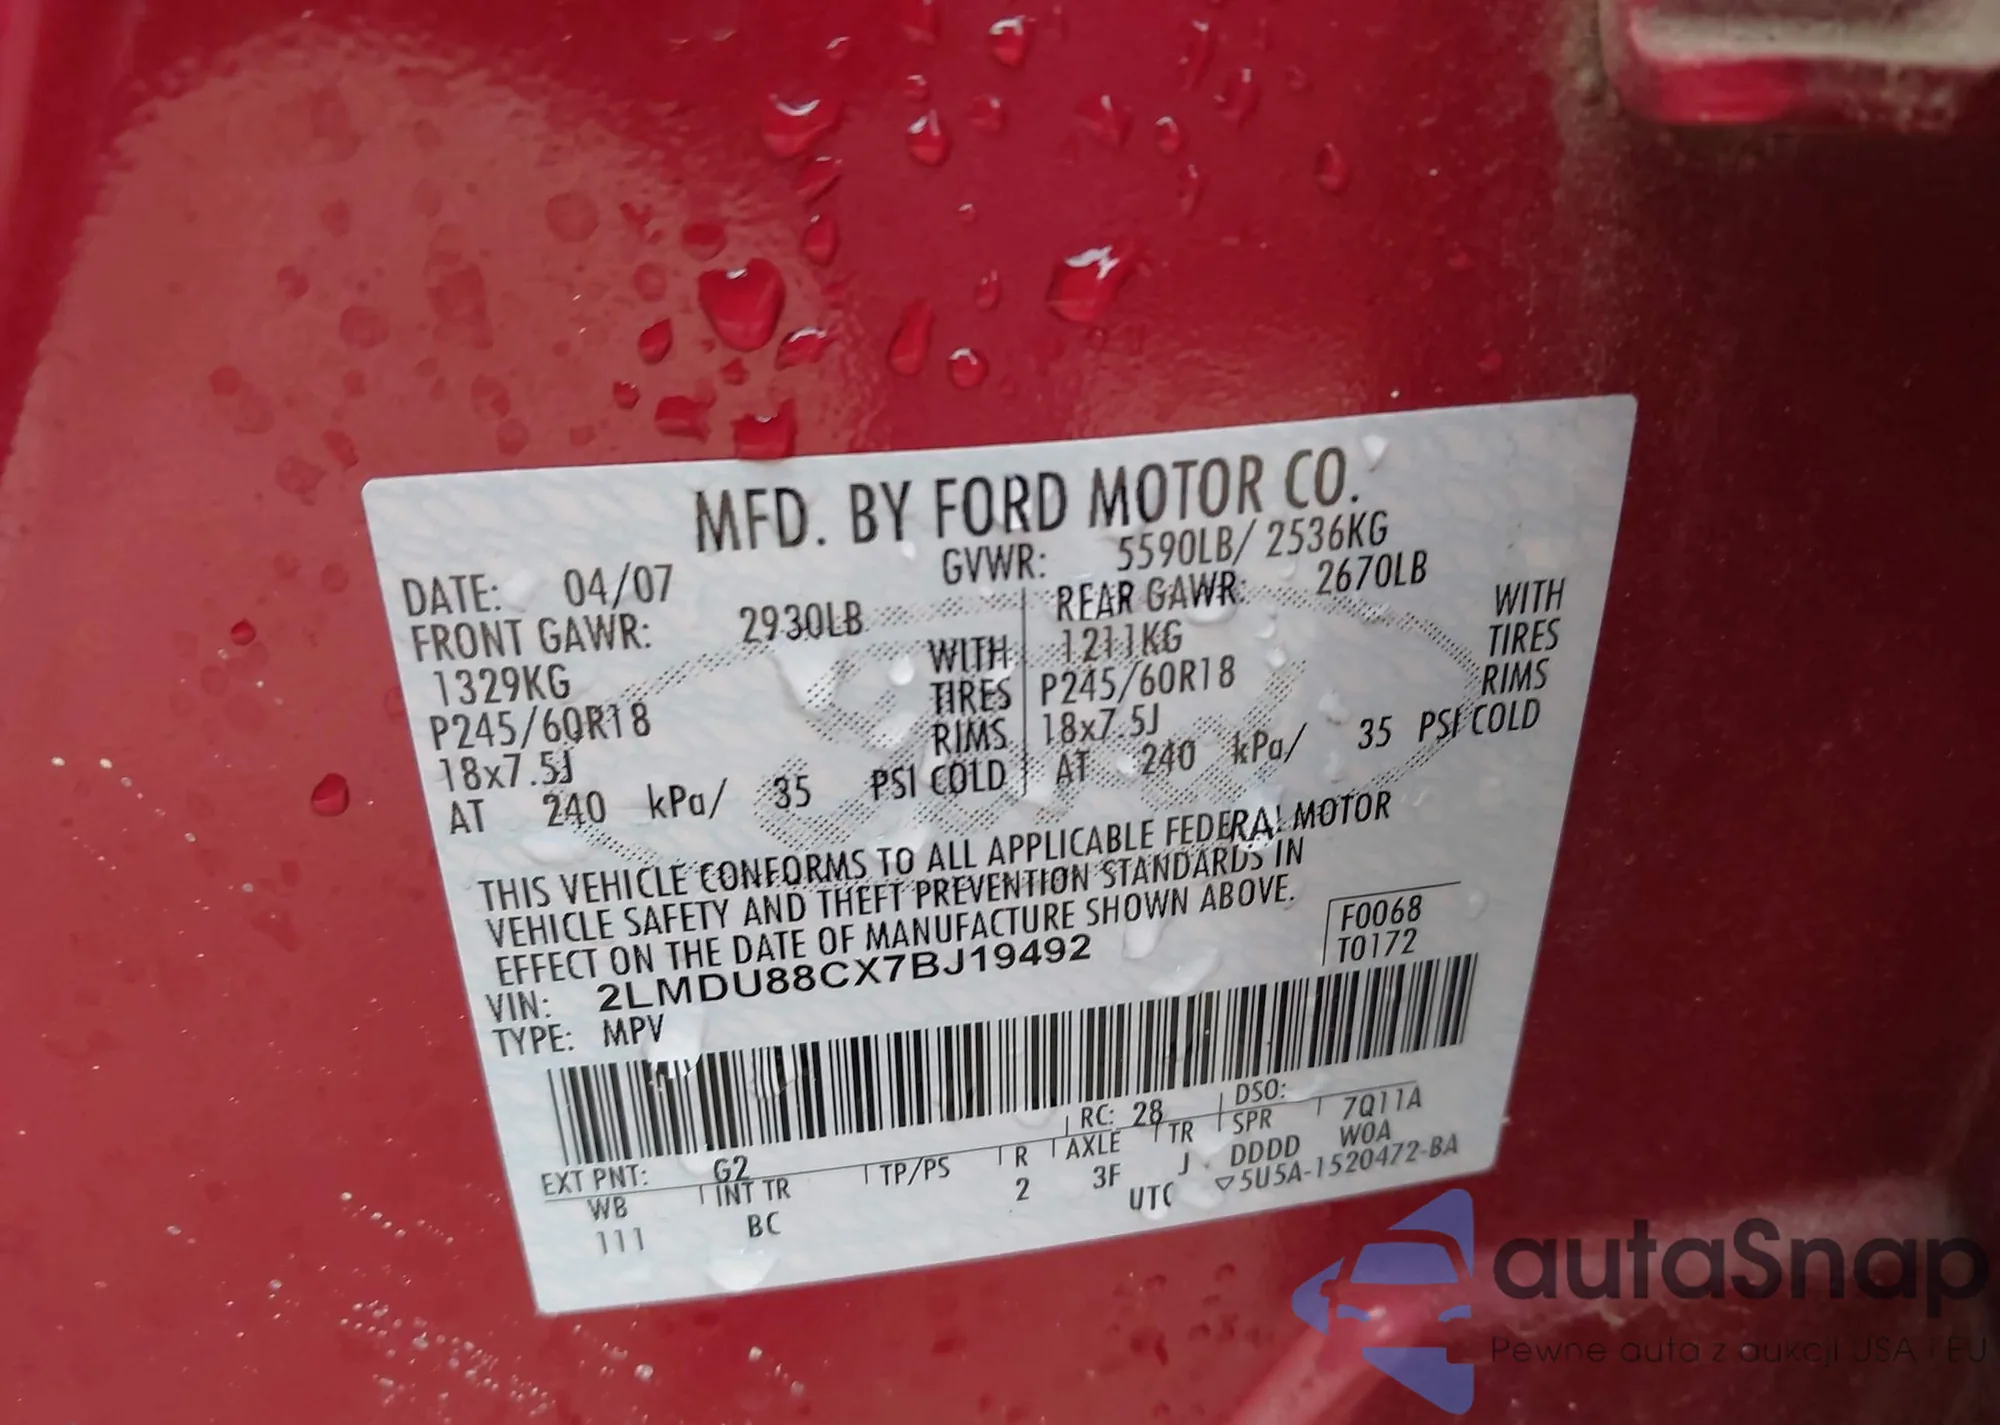 MFD. BY FORD MOTOR CO.
DATE: 04/07 GVWR: 5590LB/ 2536KG
FRONT GAWR: 2930LB REAR GAWR: 2670LB
1329KG WITH 1211KG WITH
P245/60R18 TIRES P245/60R18 TIRES
18x7.5J RIMS 18x7.5J RIMS
AT 240 kPa/ 35 PSI COLD AT 240 kPa/ 35 PSI COLD
THIS VEHICLE CONFORMS TO ALL APPLICABLE FEDERAL MOTOR
VEHICLE SAFETY AND THEFT PREVENTION STANDARDS IN
EFFECT ON THE DATE OF MANUFACTURE SHOWN ABOVE.
VIN: 2LMDU88CX7BJ19492 F0068
TYPE: MPV T0172
EXT PNT: G2 RC: 28 DSO:
WB INT TR TP/PS R AXLE TR SPR 7Q11A
111 BC 2 3F J DDDD W0A
UTC ▽5U5A-1520472-BA
autaSnap
Pewne auta z aukcji USA i EU